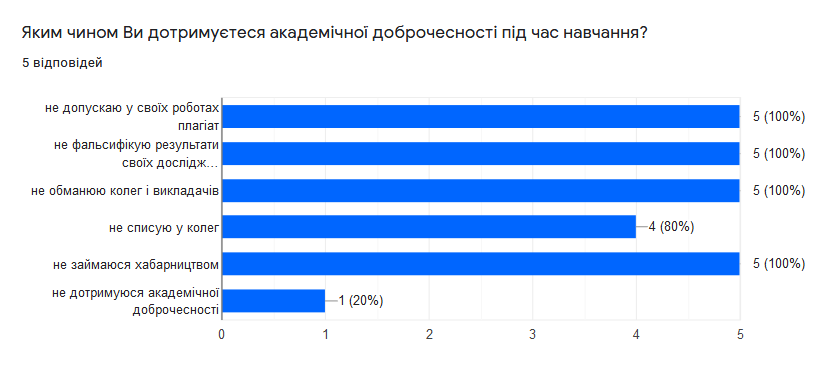 Яким чином Ви дотримуєтеся академічної доброчесності під час навчання?
5 відповідей
не допускаю у своїх роботах
плагіат
5 (100%)
не фальсифікую результати
своїх дослідж…
5 (100%)
не обманюю колег і викладачів
5 (100%)
не списую у колег
4 (80%)
не займаюся хабарництвом
5 (100%)
не дотримуюся академічної
доброчесності
1 (20%)
0 1 2 3 4 5